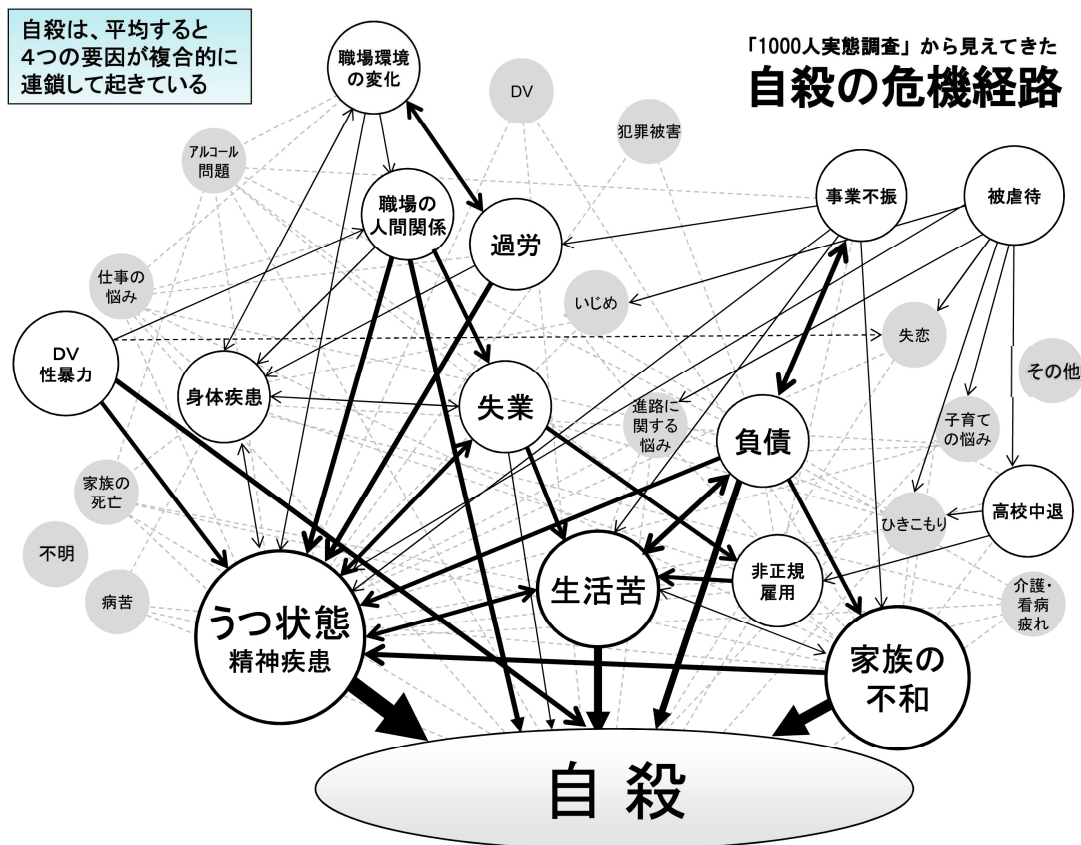 自殺は、平均すると
4つの要因が複合的に
連鎖して起きている
「1000人実態調査」から見えてきた
自殺の危機経路
職場環境
の変化
DV
犯罪被害
アルコール
問題
職場の
人間関係
過労
事業不振
被虐待
仕事の
悩み
いじめ
失恋
DV
性暴力
身体疾患
失業
進路に
関する
悩み
負債
子育て
の悩み
その他
家族の
死亡
ひきこもり
高校中退
不明
病苦
うつ状態
精神疾患
生活苦
非正規
雇用
介護・
看病
疲れ
家族の
不和
自殺